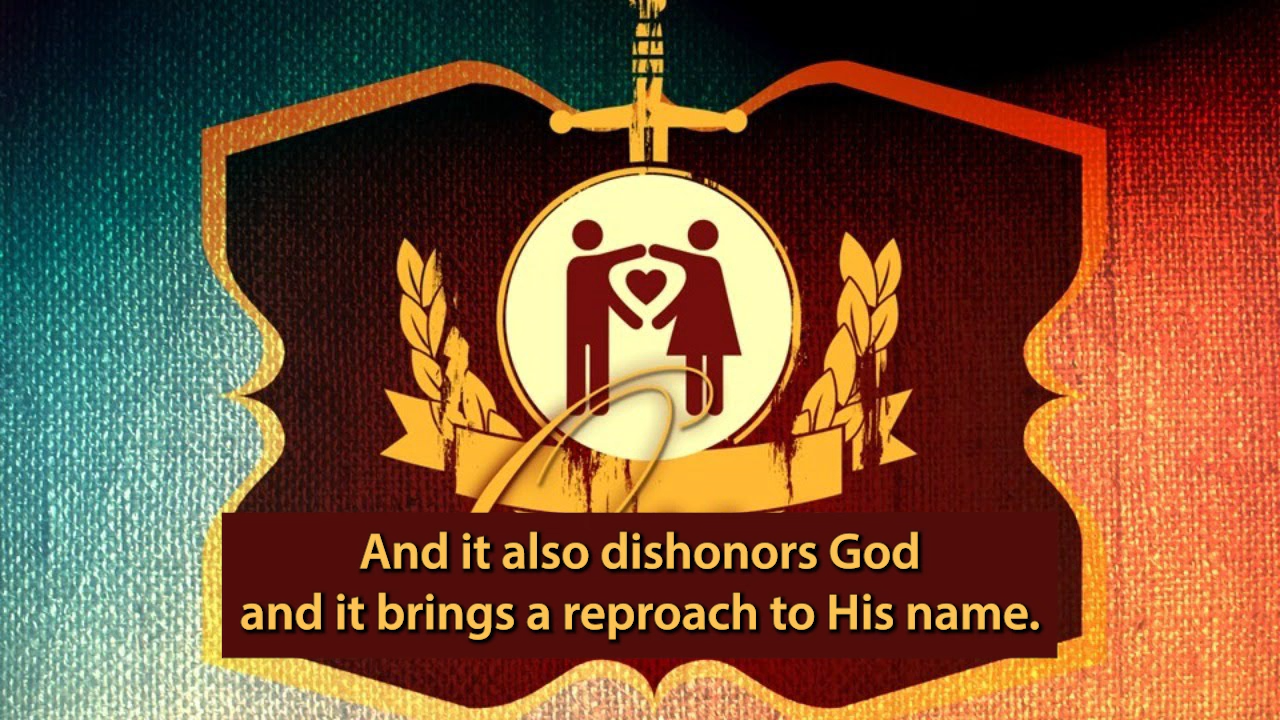 And it also dishonors God
and it brings a reproach to His name.